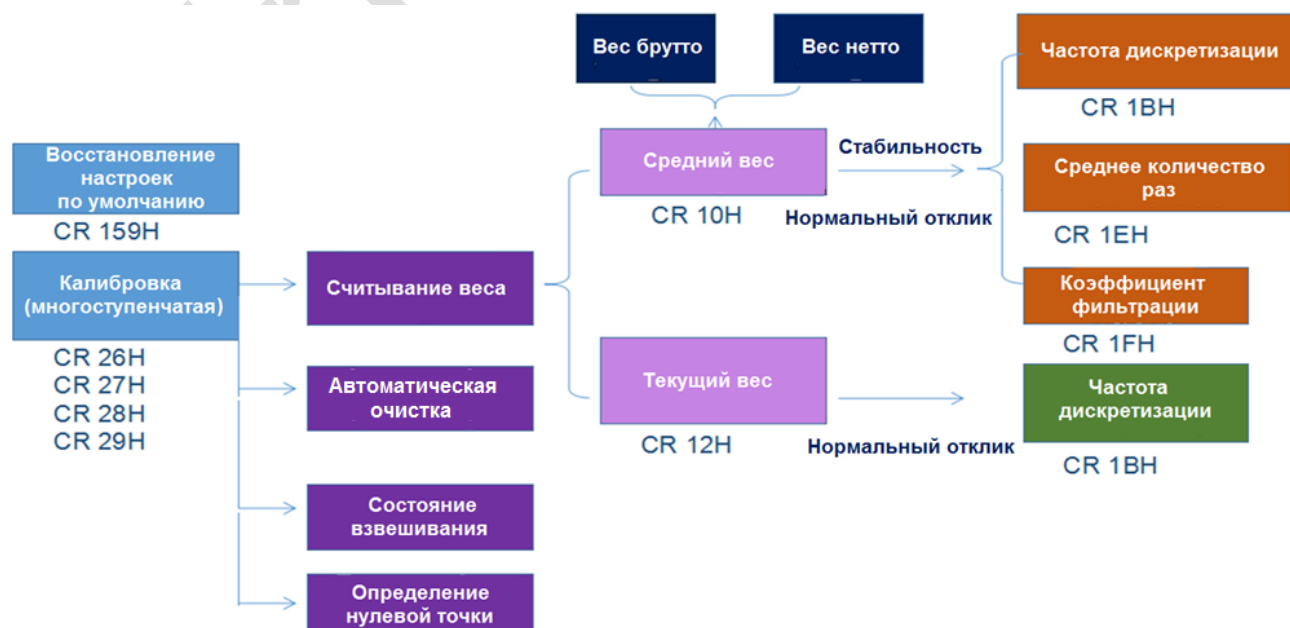 Вес брутто
Вес нетто
Частота дискретизации
CR 1BH
Восстановление
настроек
по умолчанию
CR 159H
Средний вес
CR 10H
Стабильность
Нормальный отклик
Среднее количество
раз
CR 1EH
Калибровка
(многоступенчатая)
CR 26H
CR 27H
CR 28H
CR 29H
Считывание веса
Коэффициент
фильтрации
CR 1FH
Автоматическая
очистка
Текущий вес
CR 12H
Нормальный отклик
Частота
дискретизации
CR 1BH
Состояние
взвешивания
Определение
нулевой точки